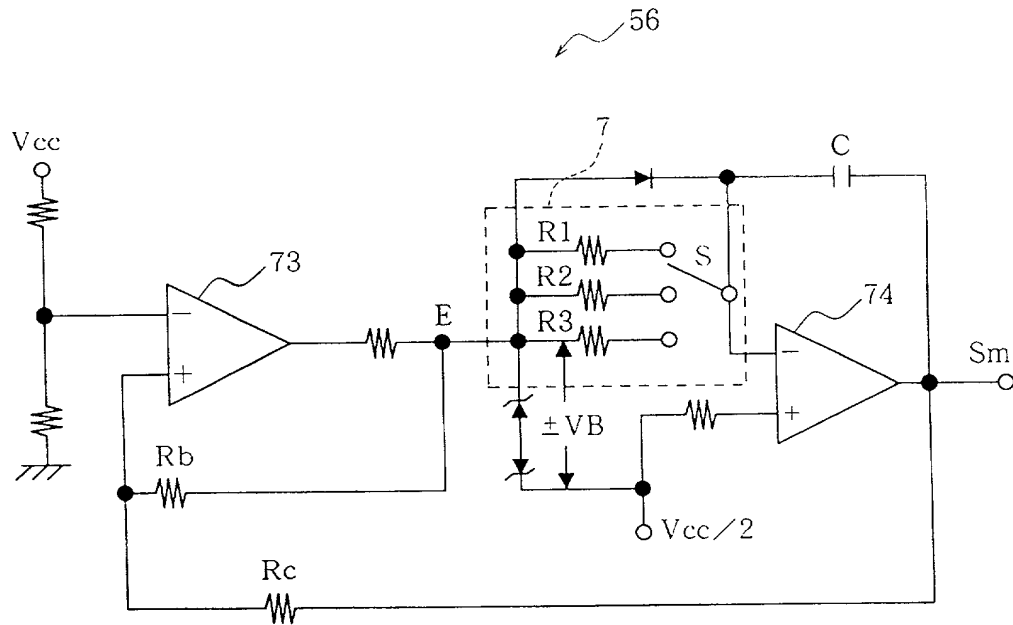 56
Vcc
7
C
R1
S
R2
73
E
R3
74
−
−
Sm
+
±VB
+
Rb
Vcc/2
Rc